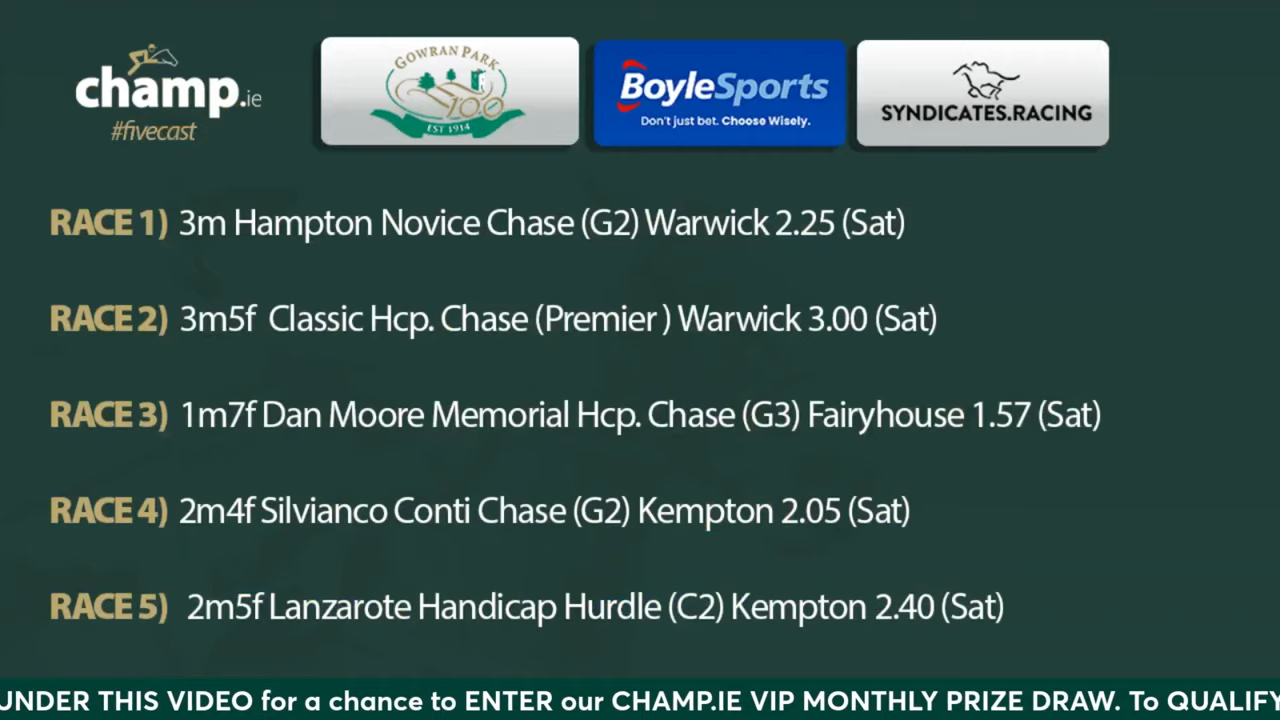 champ.ie
#fivecast
GOWRAN PARK
100
EST 1914
BoyleSports
Don't just bet. Choose Wisely.
SYNDICATES.RACING
RACE 1) 3m Hampton Novice Chase (G2) Warwick 2.25 (Sat)
RACE 2) 3m5f Classic Hcp. Chase (Premier ) Warwick 3.00 (Sat)
RACE 3) 1m7f Dan Moore Memorial Hcp. Chase (G3) Fairyhouse 1.57 (Sat)
RACE 4) 2m4f Silvianco Conti Chase (G2) Kempton 2.05 (Sat)
RACE 5) 2m5f Lanzarote Handicap Hurdle (C2) Kempton 2.40 (Sat)
UNDER THIS VIDEO for a chance to ENTER our CHAMP.IE VIP MONTHLY PRIZE DRAW. To QUALIFY